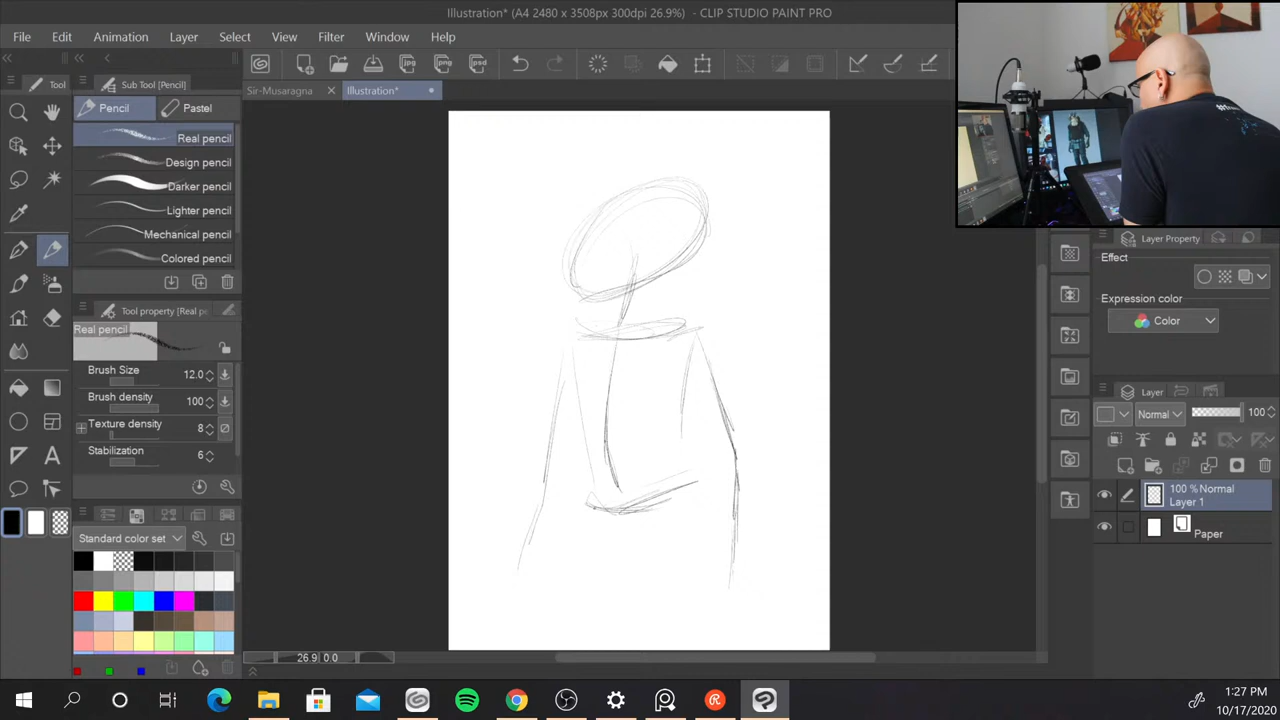 Illustration* (A4 2480 x 3508px 300dpi 26.9%) - CLIP STUDIO PAINT PRO
File Edit Animation Layer Select View Filter Window Help
Tool
Sub Tool [Pencil]
Sir-Musaragna
Illustration*
Pencil
Pastel
Real pencil
Design pencil
Darker pencil
Lighter pencil
Mechanical pencil
Colored pencil
Tool property [Real pe
Real pencil
Brush Size 12.0
Brush density 100
Texture density 8
Stabilization 6
Standard color set
Layer Property
Effect
Expression color
Color
Layer
Normal 100
100 % Normal
Layer 1
Paper
26.9 0.0
1:27 PM
10/17/2020